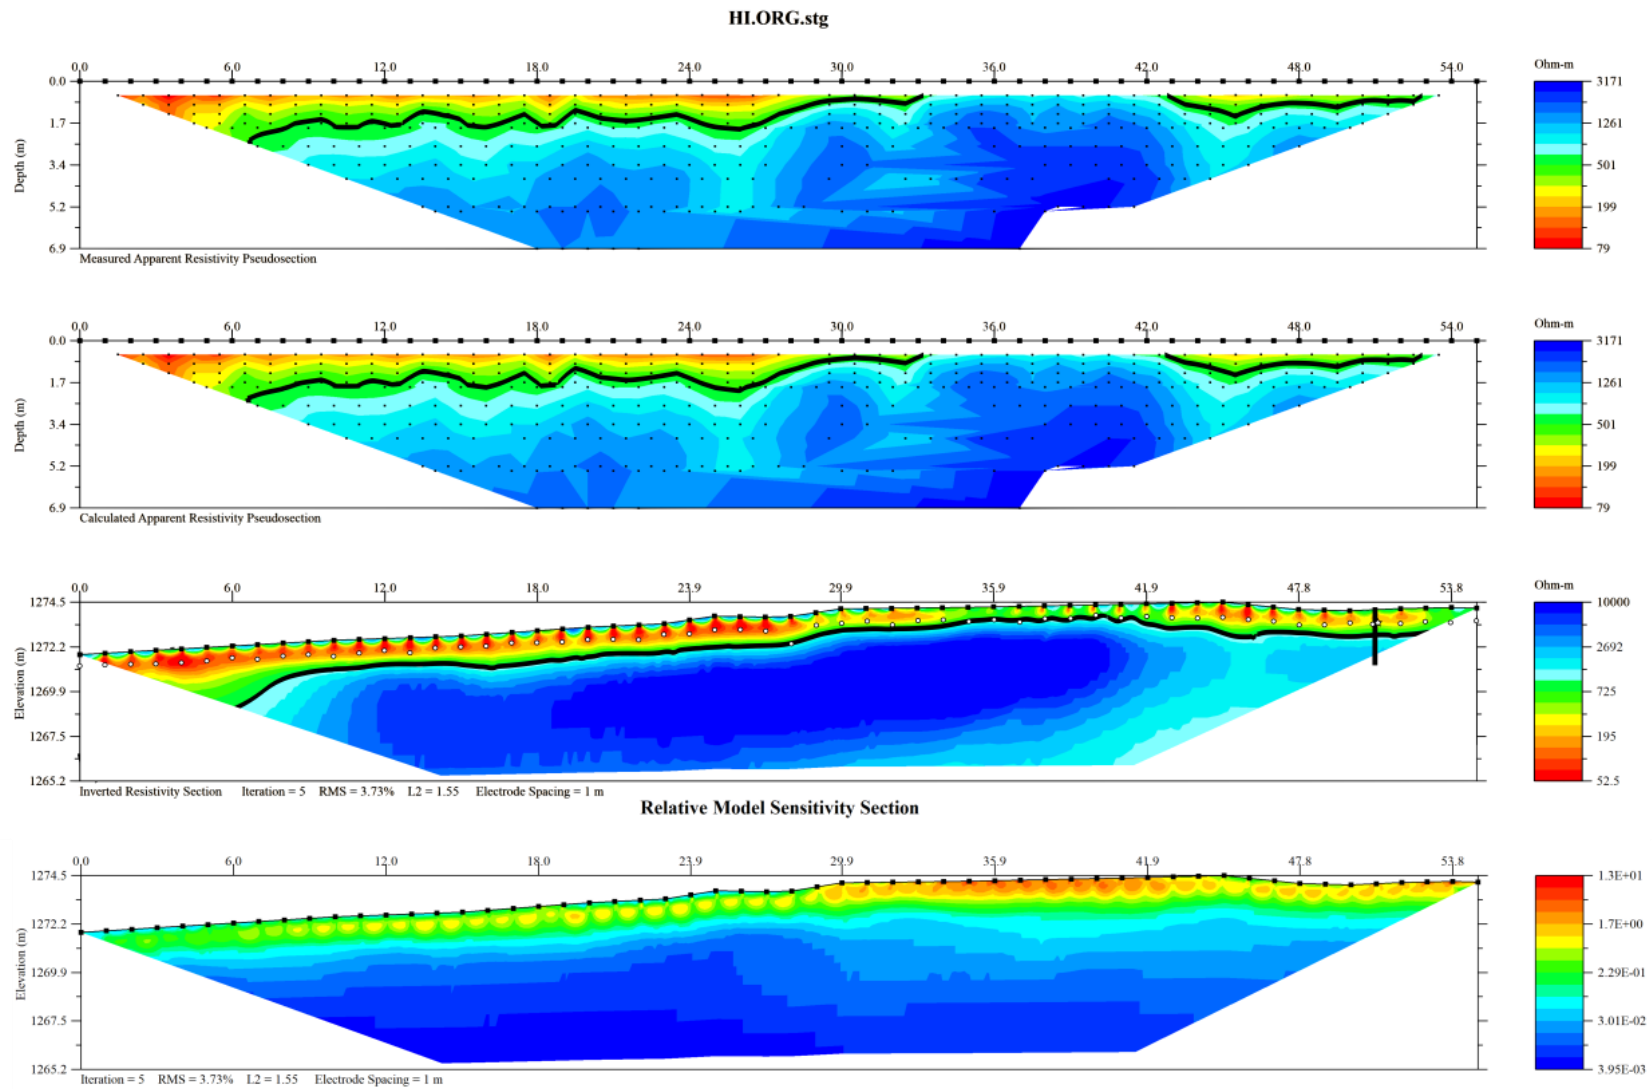 HI.ORG.stg
0.0 6.0 12.0 18.0 24.0 30.0 36.0 42.0 48.0 54.0
Ohm-m
0.0
1.7
3.4
5.2
6.9
Depth (m)
3171
1261
501
199
79
Measured Apparent Resistivity Pseudosection
0.0 6.0 12.0 18.0 24.0 30.0 36.0 42.0 48.0 54.0
Ohm-m
0.0
1.7
3.4
5.2
6.9
Depth (m)
3171
1261
501
199
79
Calculated Apparent Resistivity Pseudosection
0.0 6.0 12.0 18.0 23.9 29.9 35.9 41.9 47.8 53.8
Ohm-m
1274.5
1272.2
1269.9
1267.5
1265.2
Elevation (m)
10000
2692
725
195
52.5
Inverted Resistivity Section Iteration = 5 RMS = 3.73% L2 = 1.55 Electrode Spacing = 1 m
Relative Model Sensitivity Section
0.0 6.0 12.0 18.0 23.9 29.9 35.9 41.9 47.8 53.8
1274.5
1272.2
1269.9
1267.5
1265.2
Elevation (m)
1.3E+01
1.7E+00
2.29E-01
3.01E-02
3.95E-03
Iteration = 5 RMS = 3.73% L2 = 1.55 Electrode Spacing = 1 m